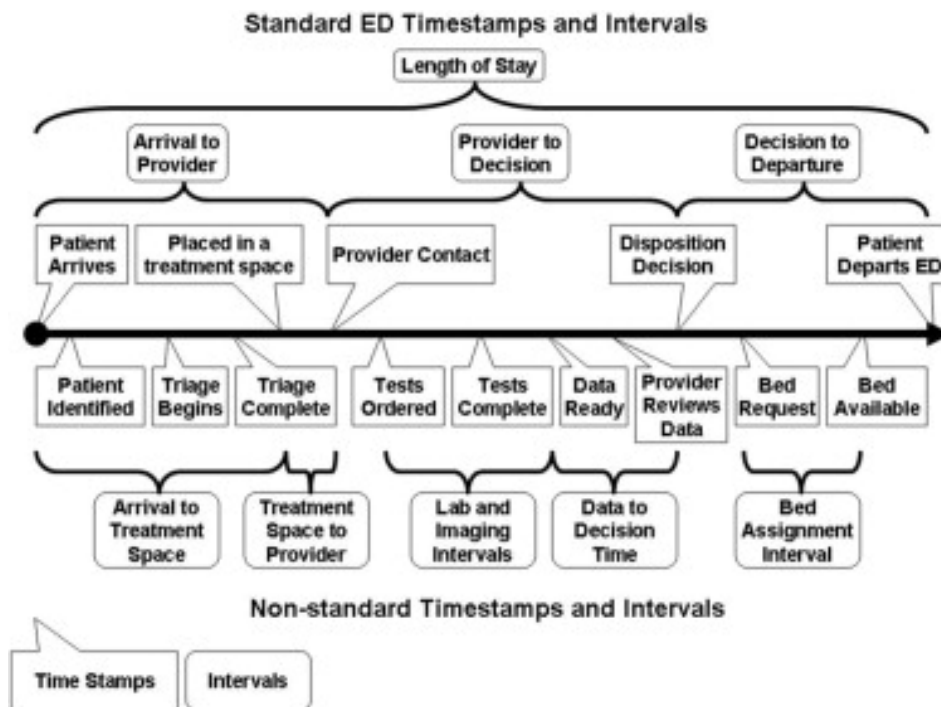 Standard ED Timestamps and Intervals
Length of Stay
Arrival to
Provider
Provider to
Decision
Decision to
Departure
Patient
Arrives
Placed in a
treatment space
Provider Contact
Disposition
Decision
Patient
Departs ED
Patient
Identified
Triage
Begins
Triage
Complete
Tests
Ordered
Tests
Complete
Data
Ready
Provider
Reviews
Data
Bed
Request
Bed
Available
Arrival to
Treatment
Space
Treatment
Space to
Provider
Lab and
Imaging
Intervals
Data to
Decision
Time
Bed
Assignment
Interval
Non-standard Timestamps and Intervals
Time Stamps
Intervals